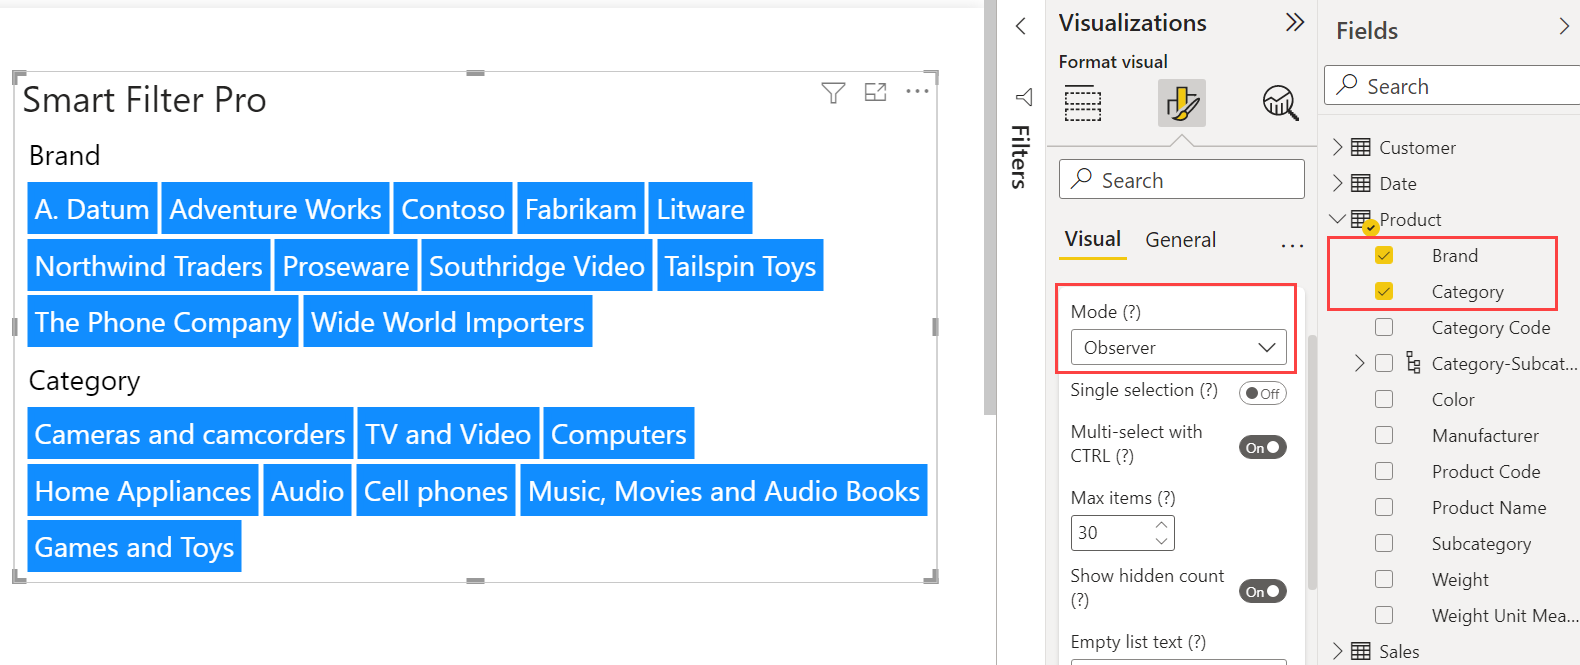 Smart Filter Pro
Brand
A. Datum Adventure Works Contoso Fabrikam Litware
Northwind Traders Proseware Southridge Video Tailspin Toys
The Phone Company Wide World Importers
Category
Cameras and camcorders TV and Video Computers
Home Appliances Audio Cell phones Music, Movies and Audio Books
Games and Toys
Filters
Visualizations
Format visual
Search
Visual General
Mode (?)
Observer
Single selection (?) Off
Multi-select with
CTRL (?) On
Max items (?)
30
Show hidden count
(?) On
Empty list text (?)
Fields
Search
Customer
Date
Product
Brand
Category
Category Code
Category-Subcat...
Color
Manufacturer
Product Code
Product Name
Subcategory
Weight
Weight Unit Mea...
Sales